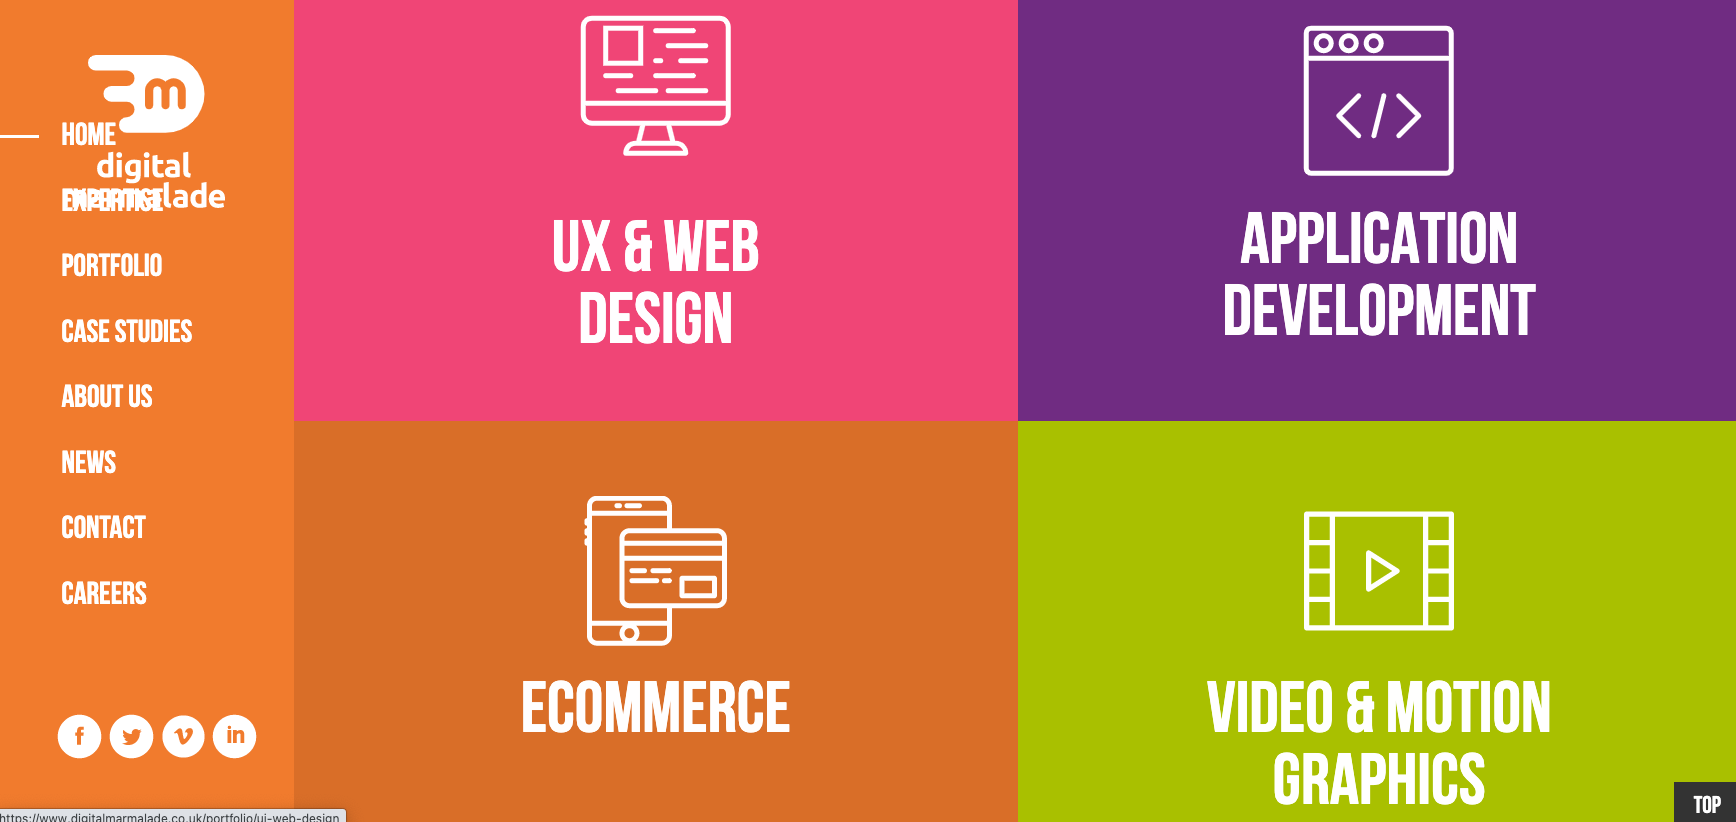 m
digital
marmalade
HOME
EXPERTISE
PORTFOLIO
CASE STUDIES
ABOUT US
NEWS
CONTACT
CAREERS
f
in
UX & WEB
DESIGN
APPLICATION
DEVELOPMENT
</>
ECOMMERCE
VIDEO & MOTION
GRAPHICS
TOP
https://www.digitalmarmalade.co.uk/portfolio/ui-web-design